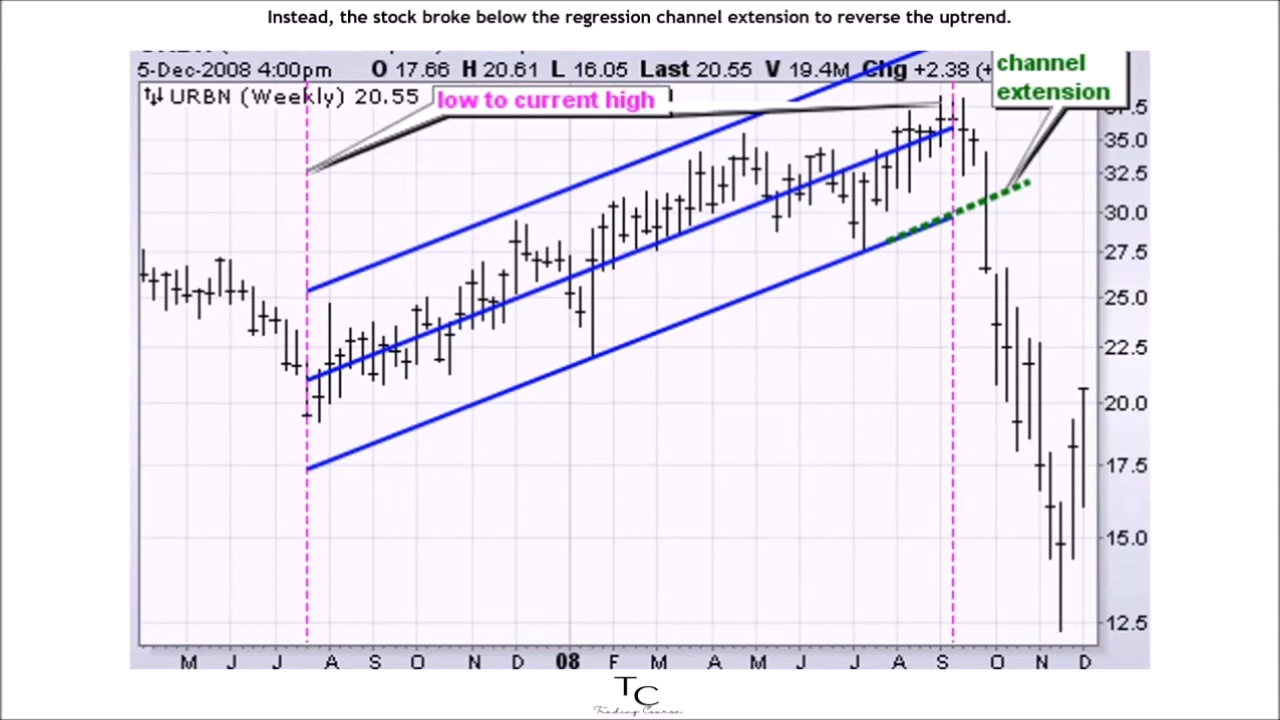 Instead, the stock broke below the regression channel extension to reverse the uptrend.
5-Dec-2008 4:00pm O 17.66 H 20.61 L 16.05 Last 20.55 V 19.4M Chg +2.38 (+
channel
extension
URBN (Weekly) 20.55
low to current high
35.0
32.5
30.0
27.5
25.0
22.5
20.0
17.5
15.0
12.5
M J J A S O N D 08 F M A M J J A S O N D
TC
Trading Course